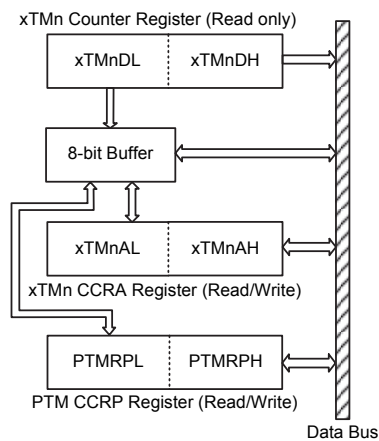 xTMn Counter Register (Read only)
xTMnDL xTMnDH
8-bit Buffer
xTMnAL xTMnAH
xTMn CCRA Register (Read/Write)
PTMRPL PTMRPH
PTM CCRP Register (Read/Write)
Data Bus